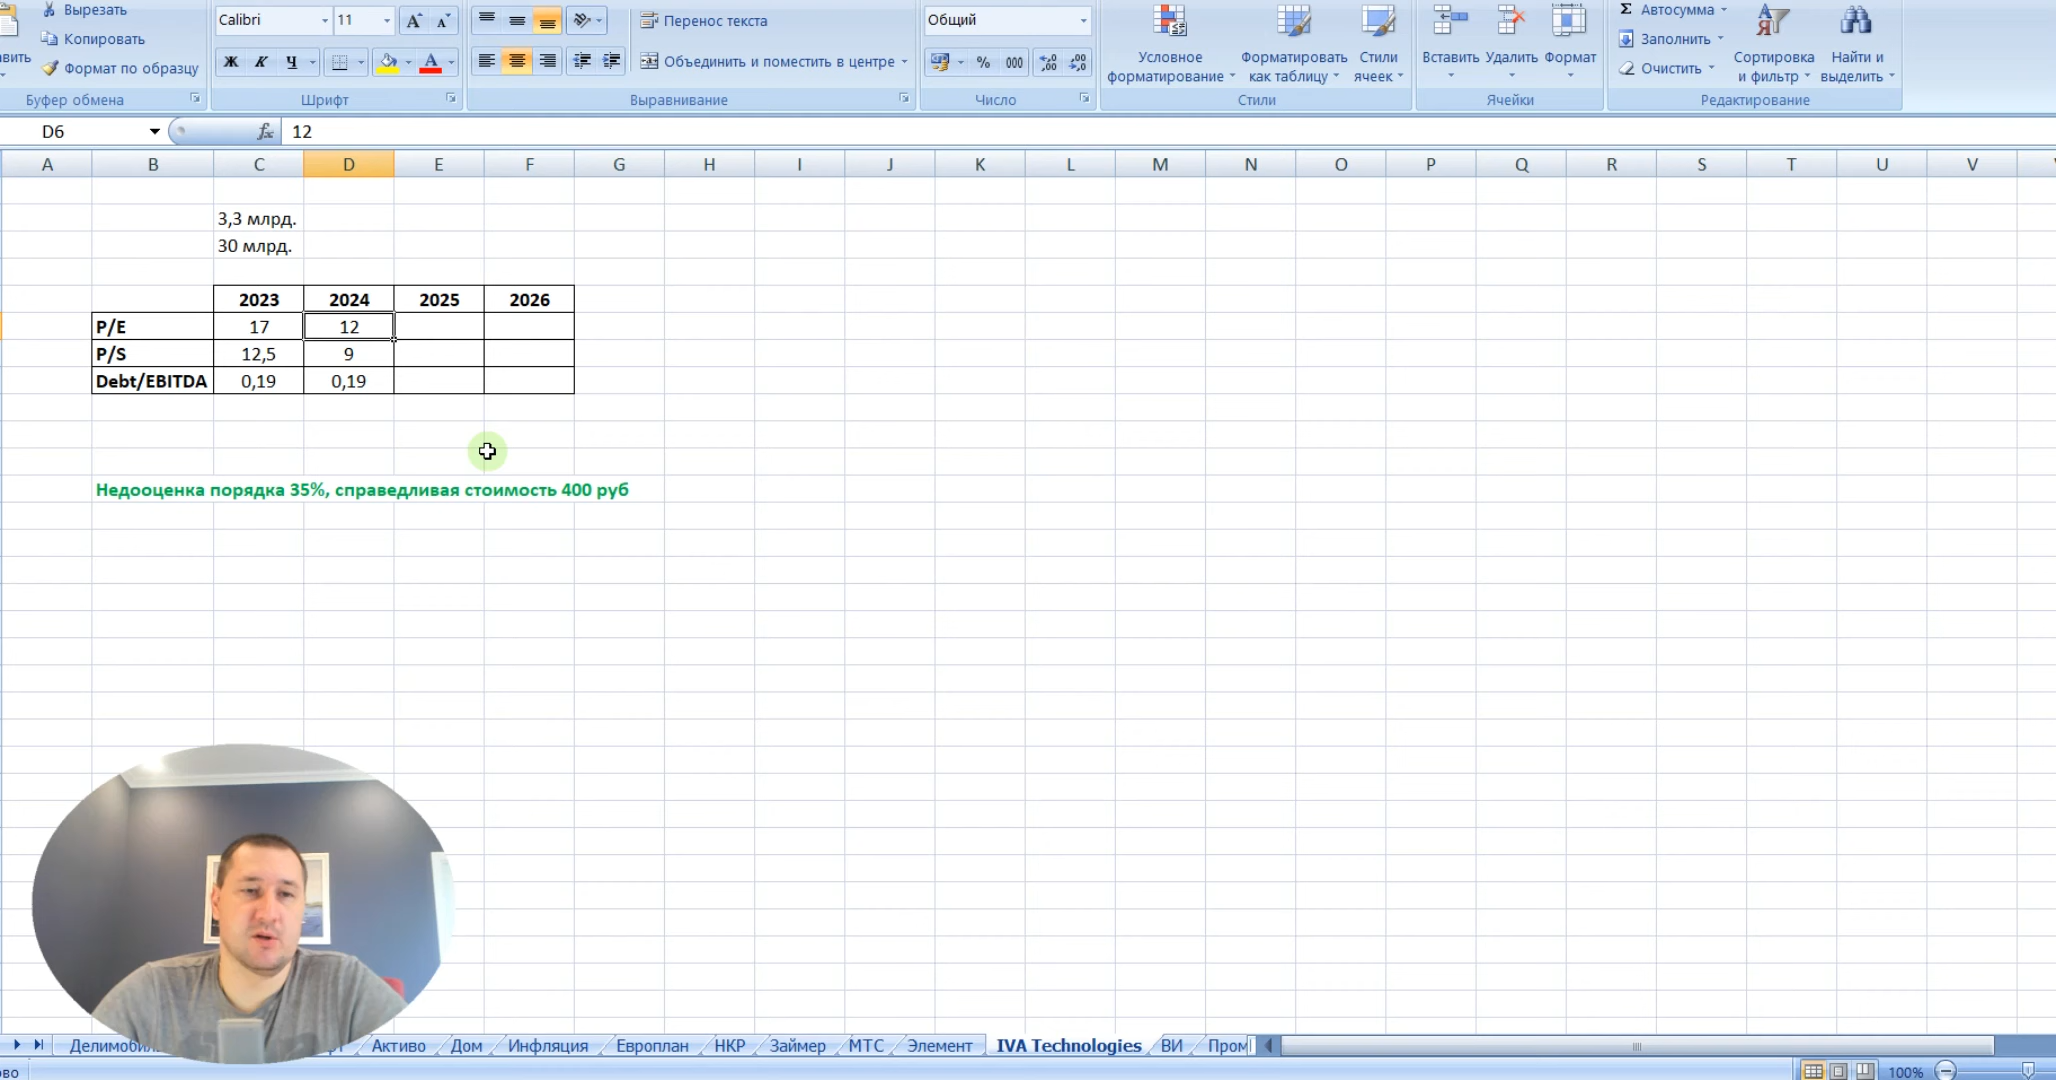 Вырезать
Копировать
Формат по образцу
Буфер обмена
Calibri
11
Ж К Ч
Шрифт
Перенос текста
Объединить и поместить в центре
Выравнивание
Общий
% 000
Число
Условное форматирование
Форматировать как таблицу
Стили ячеек
Стили
Вставить Удалить Формат
Ячейки
Σ Автосумма
Заполнить
Очистить
Сортировка и фильтр
Найти и выделить
Редактирование
D6 fx 12
A B C D E F G H I J K L M N O P Q R S T U V
3,3 млрд.
30 млрд.
2023 2024 2025 2026
P/E 17 12
P/S 12,5 9
Debt/EBITDA 0,19 0,19
Недооценка порядка 35%, справедливая стоимость 400 руб
Активо Дом Инфляция Европлан НКР Займер МТС Элемент IVA Technologies ВИ
100%